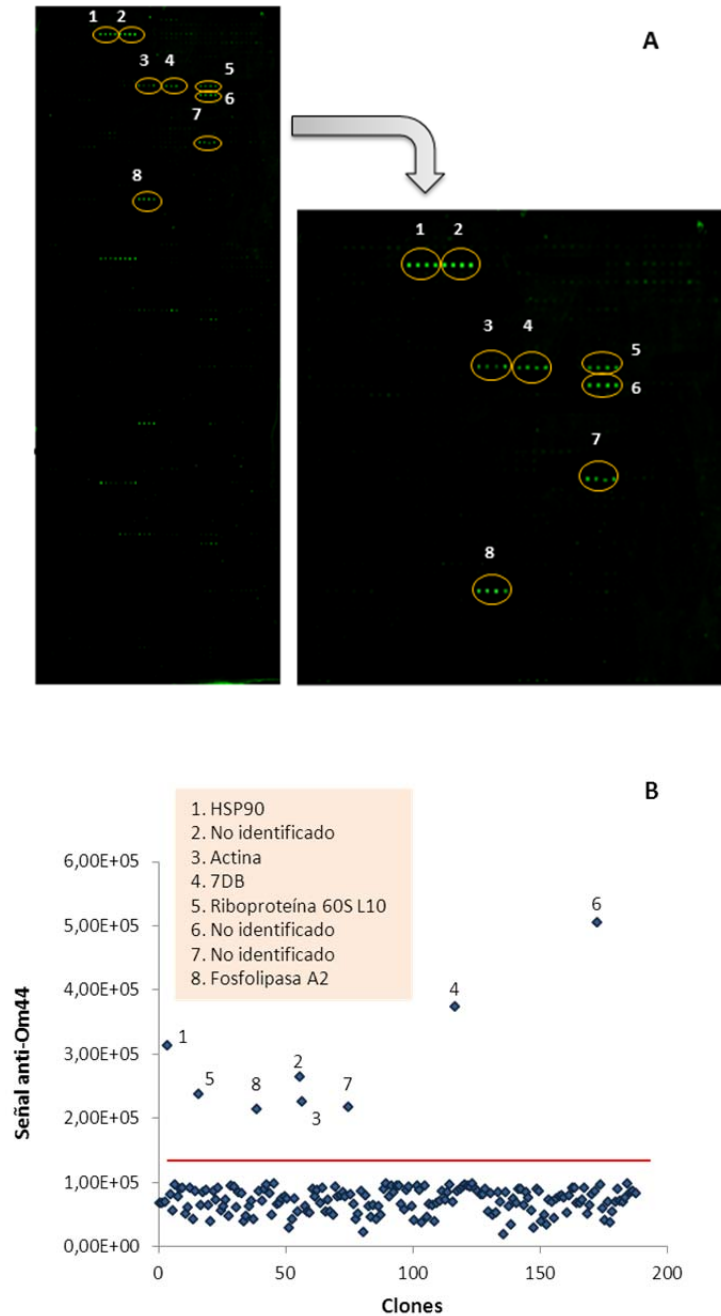 A
1 2
3 4
5
6
7
8
1 2
3 4
5
6
7
8
B
1. HSP90
2. No identificado
3. Actina
4. 7DB
5. Riboproteína 60S L10
6. No identificado
7. No identificado
8. Fosfolipasa A2
6,00E+05
5,00E+05
4,00E+05
3,00E+05
2,00E+05
1,00E+05
0,00E+00
Señal anti-Om44
6
4
1
2
5
8
7
3
0 50 100 150 200
Clones